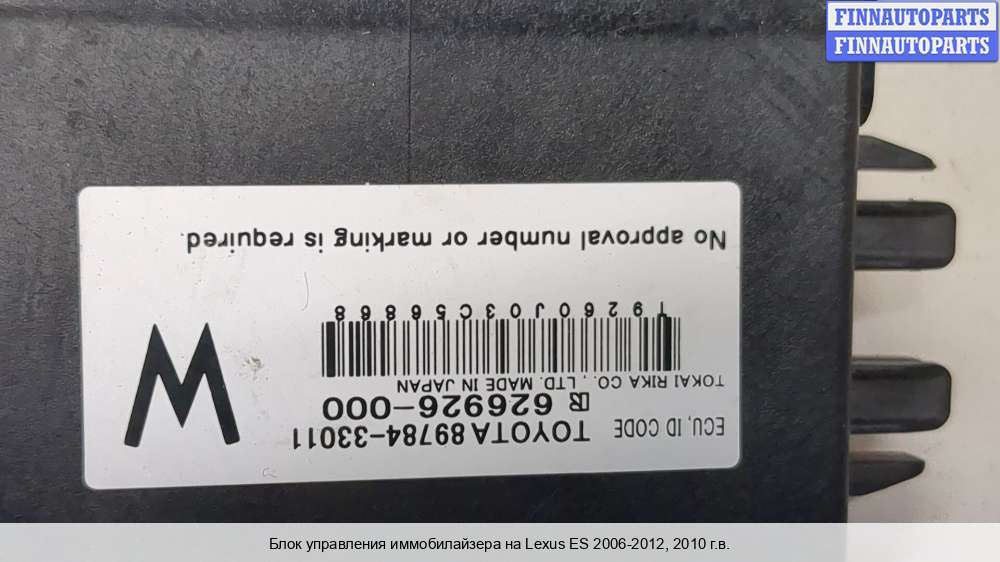 FINNAUTOPARTS
FINNAUTOPARTS
ECU, ID CODE TOYOTA 89784-33011
R 626926-000
TOKAI RIKA CO., LTD. MADE IN JAPAN
T9260J03C56868
No approval number or marking is required.
W
Блок управления иммобилайзера на Lexus ES 2006-2012, 2010 г.в.